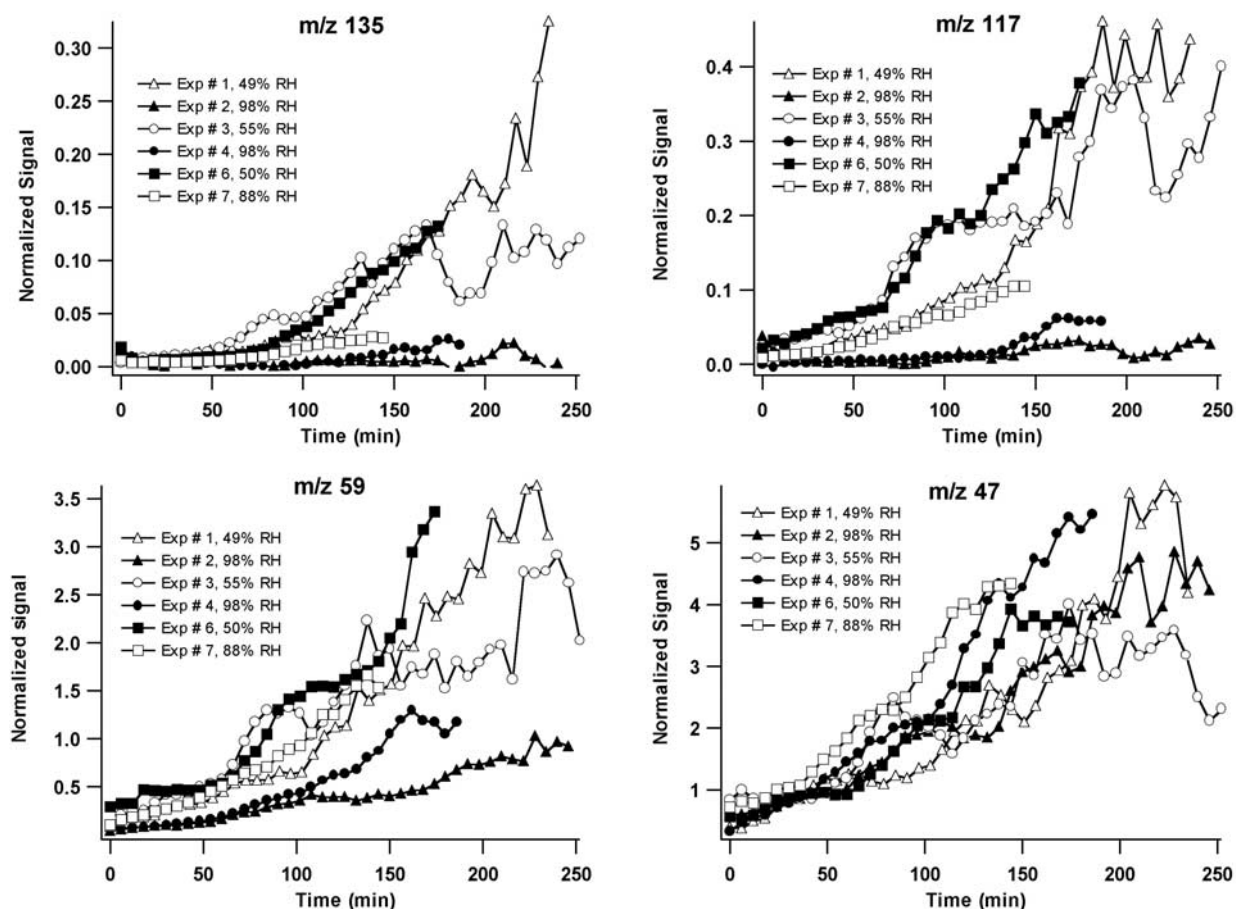 m/z 135
Normalized Signal
0.30
0.25
0.20
0.15
0.10
0.05
0.00
Exp # 1, 49% RH
Exp # 2, 98% RH
Exp # 3, 55% RH
Exp # 4, 98% RH
Exp # 6, 50% RH
Exp # 7, 88% RH
0 50 100 150 200 250
Time (min)
m/z 117
Normalized Signal
0.4
0.3
0.2
0.1
0.0
Exp # 1, 49% RH
Exp # 2, 98% RH
Exp # 3, 55% RH
Exp # 4, 98% RH
Exp # 6, 50% RH
Exp # 7, 88% RH
0 50 100 150 200 250
Time (min)
m/z 59
Normalized signal
3.5
3.0
2.5
2.0
1.5
1.0
0.5
Exp # 1, 49% RH
Exp # 2, 98% RH
Exp # 3, 55% RH
Exp # 4, 98% RH
Exp # 6, 50% RH
Exp # 7, 88% RH
0 50 100 150 200 250
Time (min)
m/z 47
Normalized signal
5
4
3
2
1
Exp # 1, 49% RH
Exp # 2, 98% RH
Exp # 3, 55% RH
Exp # 4, 98% RH
Exp # 6, 50% RH
Exp # 7, 88% RH
0 50 100 150 200 250
Time (min)